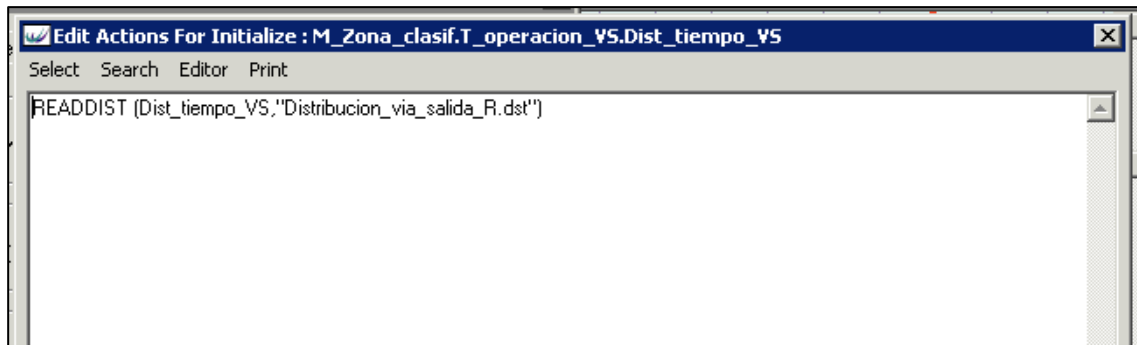 Edit Actions For Initialize : M_Zona_clasif.T_operacion_VS.Dist_tiempo_VS
Select Search Editor Print
READDIST (Dist_tiempo_VS,"Distribucion_via_salida_R.dst")